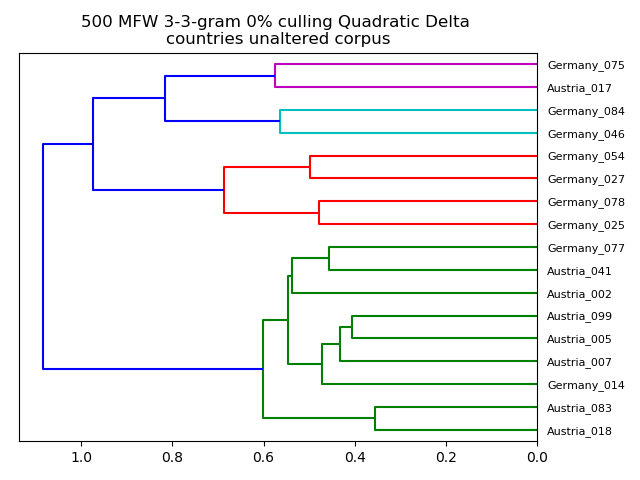 500 MFW 3-3-gram 0% culling Quadratic Delta
countries unaltered corpus
Germany_075
Austria_017
Germany_084
Germany_046
Germany_054
Germany_027
Germany_078
Germany_025
Germany_077
Austria_041
Austria_002
Austria_099
Austria_005
Austria_007
Germany_014
Austria_083
Austria_018
1.0 0.8 0.6 0.4 0.2 0.0